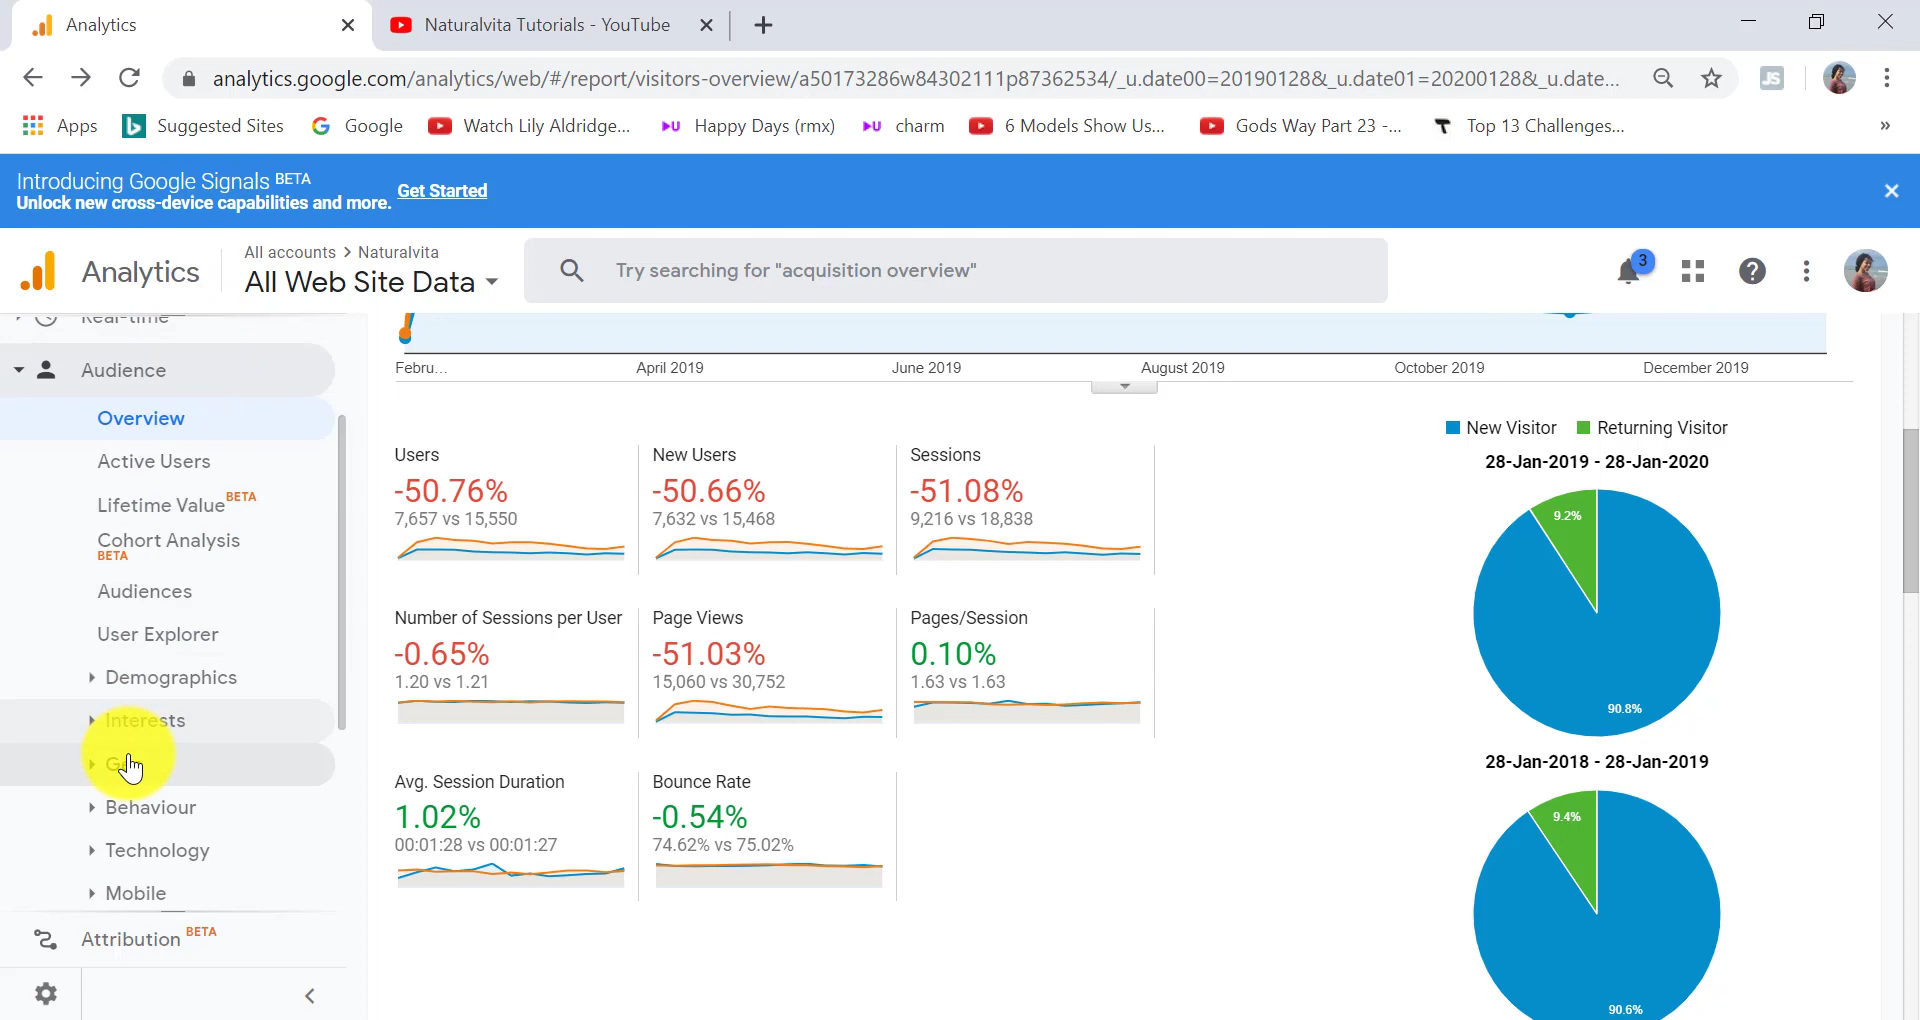 Analytics
Naturalvita Tutorials - YouTube
analytics.google.com/analytics/web/#/report/visitors-overview/a50173286w84302111p87362534/_u.date00=20190128&_u.date01=20200128&_u.date...
JS
Apps
Suggested Sites
Google
Watch Lily Aldridge...
Happy Days (rmx)
charm
6 Models Show Us...
Gods Way Part 23 -...
Top 13 Challenges...
»
Introducing Google Signals BETA
Unlock new cross-device capabilities and more.
Get Started
Analytics
All accounts > Naturalvita
All Web Site Data
Try searching for "acquisition overview"
3
Real-time
Audience
Overview
Active Users
Lifetime Value BETA
Cohort Analysis
BETA
Audiences
User Explorer
Demographics
Interests
Behaviour
Technology
Mobile
Attribution BETA
Febru...
April 2019
June 2019
August 2019
October 2019
December 2019
Users
-50.76%
7,657 vs 15,550
New Users
-50.66%
7,632 vs 15,468
Sessions
-51.08%
9,216 vs 18,838
Number of Sessions per User
-0.65%
1.20 vs 1.21
Page Views
-51.03%
15,060 vs 30,752
Pages/Session
0.10%
1.63 vs 1.63
Avg. Session Duration
1.02%
00:01:28 vs 00:01:27
Bounce Rate
-0.54%
74.62% vs 75.02%
New Visitor
Returning Visitor
28-Jan-2019 - 28-Jan-2020
9.2%
90.8%
28-Jan-2018 - 28-Jan-2019
9.4%
90.6%